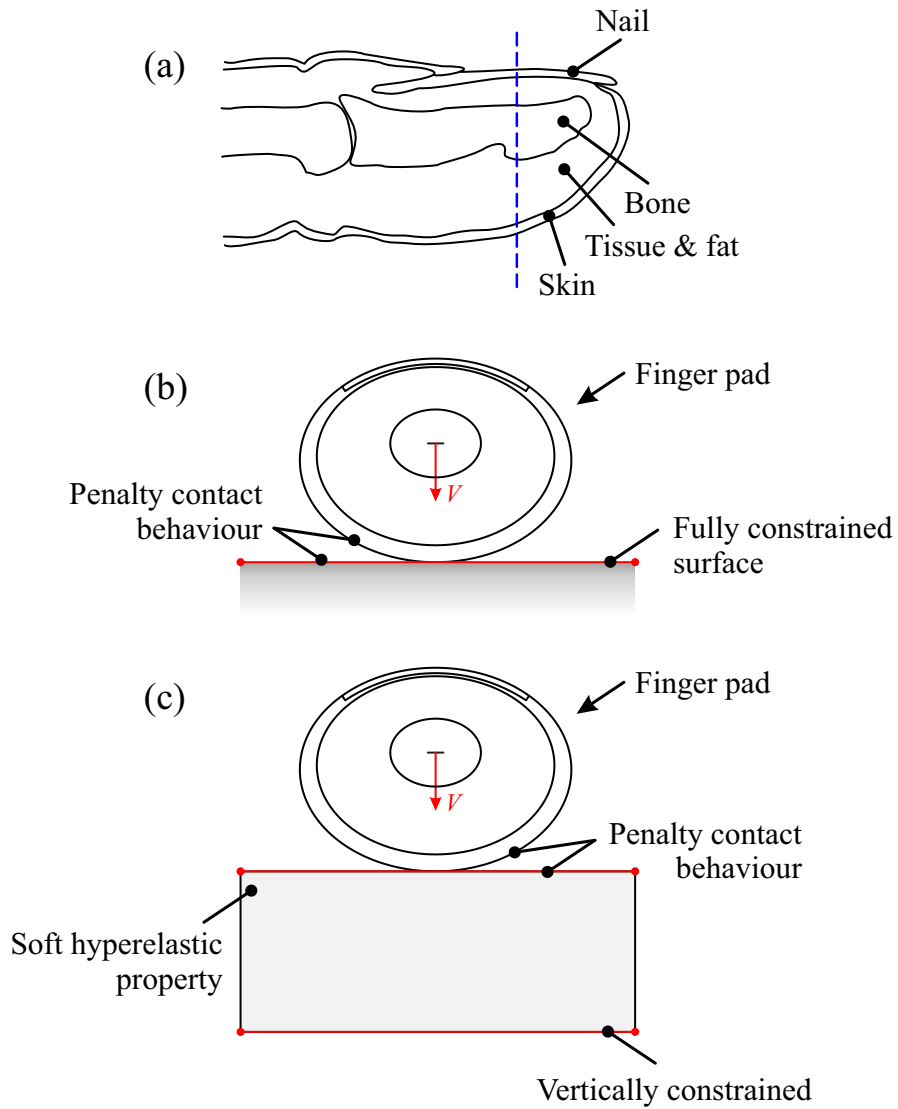 (a)
Nail
Bone
Tissue & fat
Skin
(b)
Finger pad
V
Penalty contact
behaviour
Fully constrained
surface
(c)
Finger pad
V
Penalty contact
behaviour
Soft hyperelastic
property
Vertically constrained